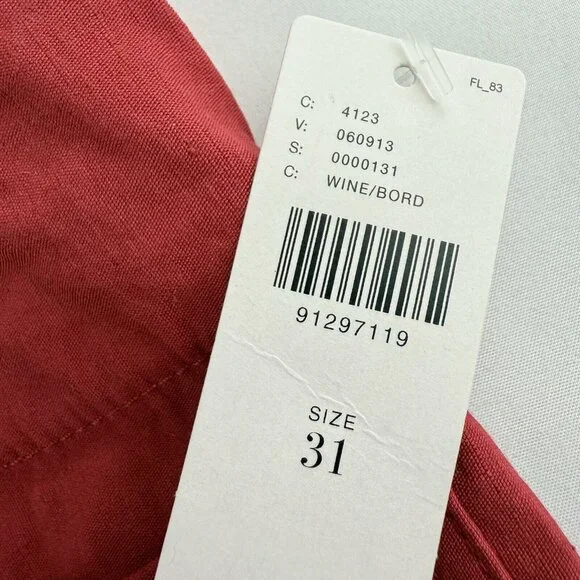 FL_83
C: 4123
V: 060913
S: 0000131
C: WINE/BORD
91297119
SIZE
31